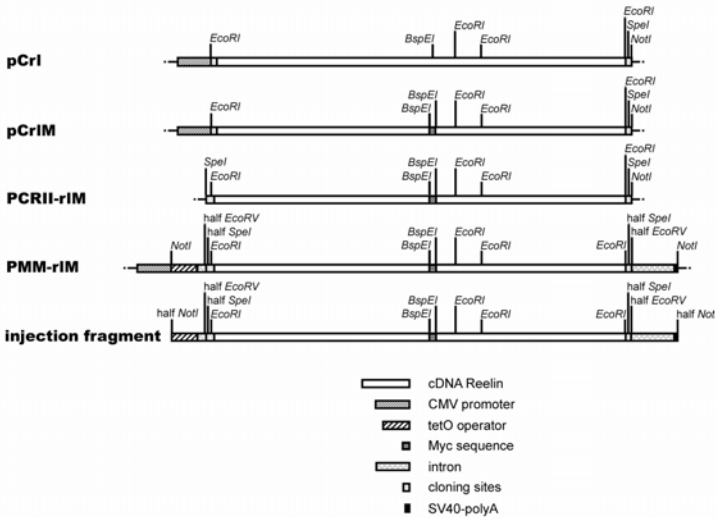 EcoRI
SpeI
NotI
EcoRI
BspEI
EcoRI
EcoRI
pCrl
EcoRI
SpeI
NotI
EcoRI
BspEI
BspEI
EcoRI
EcoRI
pCrlM
SpeI
EcoRI
BspEI
BspEI
EcoRI
EcoRI
EcoRI
SpeI
NotI
PCRII-rlM
NotI
half EcoRV
half SpeI
EcoRI
BspEI
BspEI
EcoRI
EcoRI
EcoRI
half SpeI
half EcoRV
NotI
PMM-rlM
half NotI
half EcoRV
half SpeI
EcoRI
BspEI
BspEI
EcoRI
EcoRI
EcoRI
half SpeI
half EcoRV
half Not
injection fragment
cDNA Reelin
CMV promoter
tetO operator
Myc sequence
intron
cloning sites
SV40-polyA